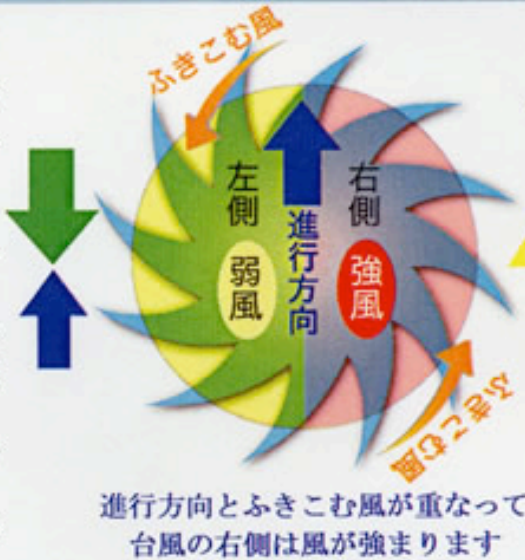 ふきこむ風
左側
右側
進行方向
弱風
強風
ふきこむ風
進行方向とふきこむ風が重なって
台風の右側は風が強まります